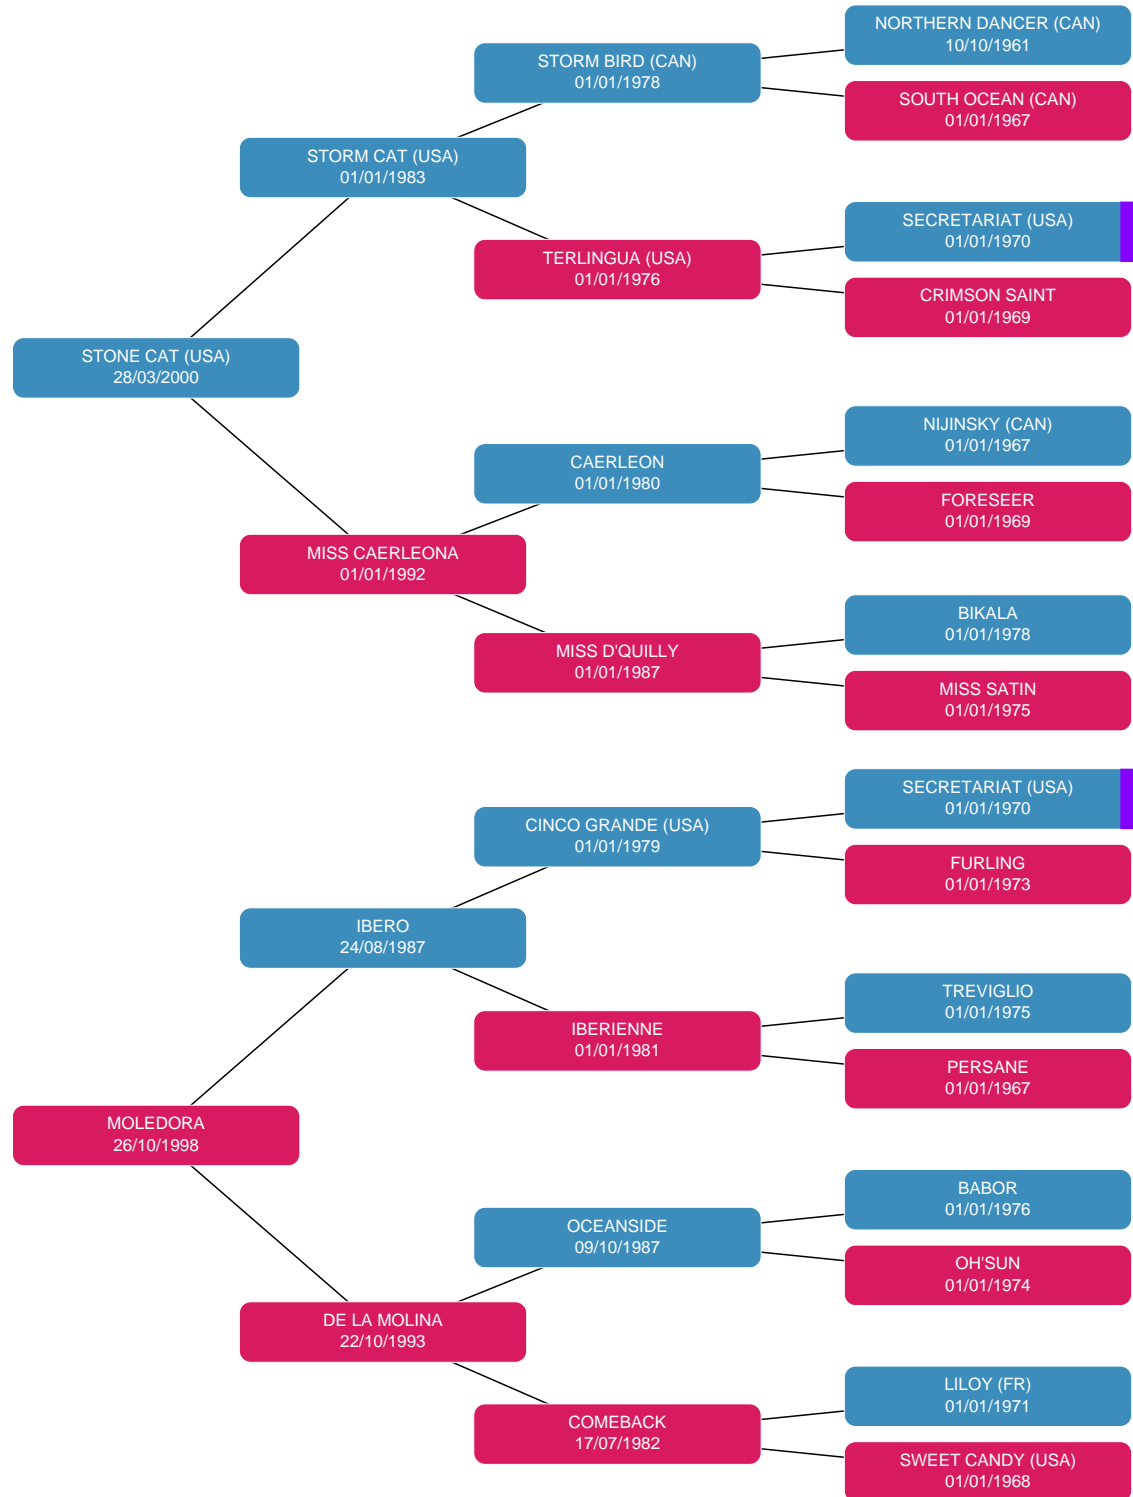 NORTHERN DANCER (CAN)
10/10/1961
STORM BIRD (CAN)
01/01/1978
SOUTH OCEAN (CAN)
01/01/1967
STORM CAT (USA)
01/01/1983
SECRETARIAT (USA)
01/01/1970
TERLINGUA (USA)
01/01/1976
CRIMSON SAINT
01/01/1969
STONE CAT (USA)
28/03/2000
NIJINSKY (CAN)
01/01/1967
CAERLEON
01/01/1980
FORESEER
01/01/1969
MISS CAERLEONA
01/01/1992
BIKALA
01/01/1978
MISS D'QUILLY
01/01/1987
MISS SATIN
01/01/1975
SECRETARIAT (USA)
01/01/1970
CINCO GRANDE (USA)
01/01/1979
FURLING
01/01/1973
IBERO
24/08/1987
TREVIGLIO
01/01/1975
IBERIENNE
01/01/1981
PERSANE
01/01/1967
MOLEDORA
26/10/1998
BABOR
01/01/1976
OCEANSIDE
09/10/1987
OH'SUN
01/01/1974
DE LA MOLINA
22/10/1993
LILOY (FR)
01/01/1971
COMEBACK
17/07/1982
SWEET CANDY (USA)
01/01/1968